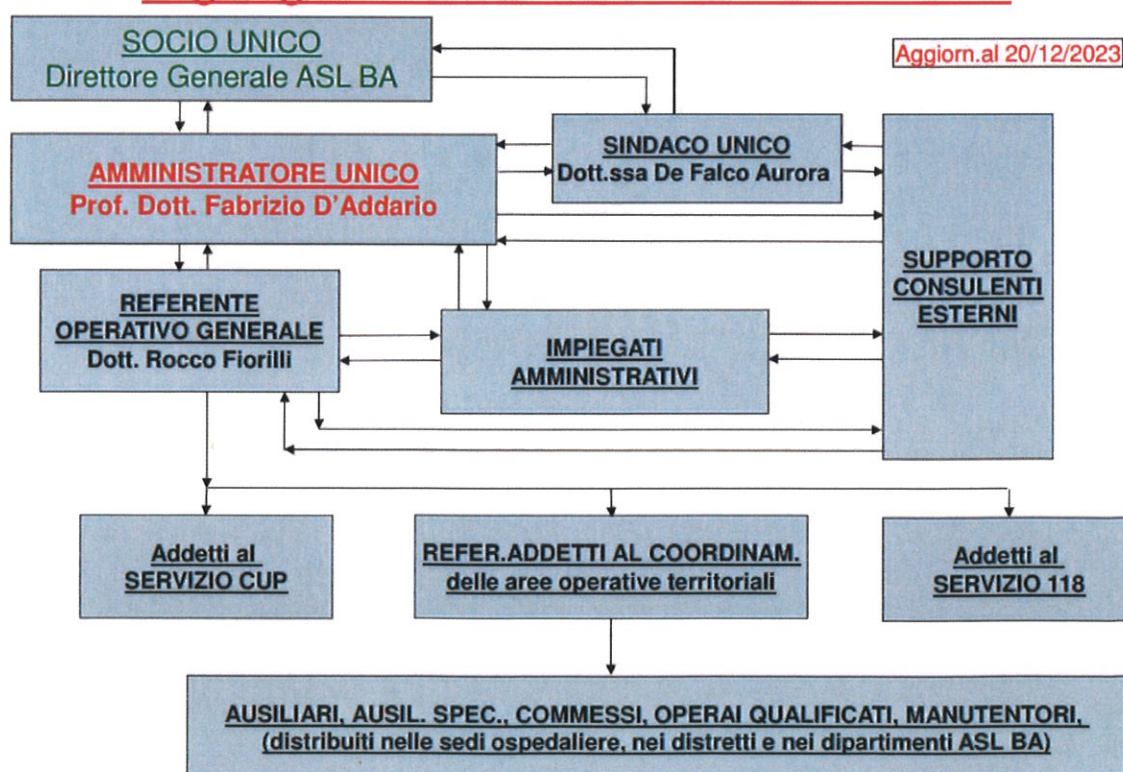 SOCIO UNICO
Direttore Generale ASL BA
Aggiorn.al 20/12/2023
SINDACO UNICO
Dott.ssa De Falco Aurora
AMMINISTRATORE UNICO
Prof. Dott. Fabrizio D'Addario
SUPPORTO
CONSULENTI
ESTERNI
REFERENTE
OPERATIVO GENERALE
Dott. Rocco Fiorilli
IMPIEGATI
AMMINISTRATIVI
Addetti al
SERVIZIO CUP
REFER.ADDETTI AL COORDINAM.
delle aree operative territoriali
Addetti al
SERVIZIO 118
AUSILIARI, AUSIL. SPEC., COMMESSI, OPERAI QUALIFICATI, MANUTENTORI,
(distribuiti nelle sedi ospedaliere, nei distretti e nei dipartimenti ASL BA)